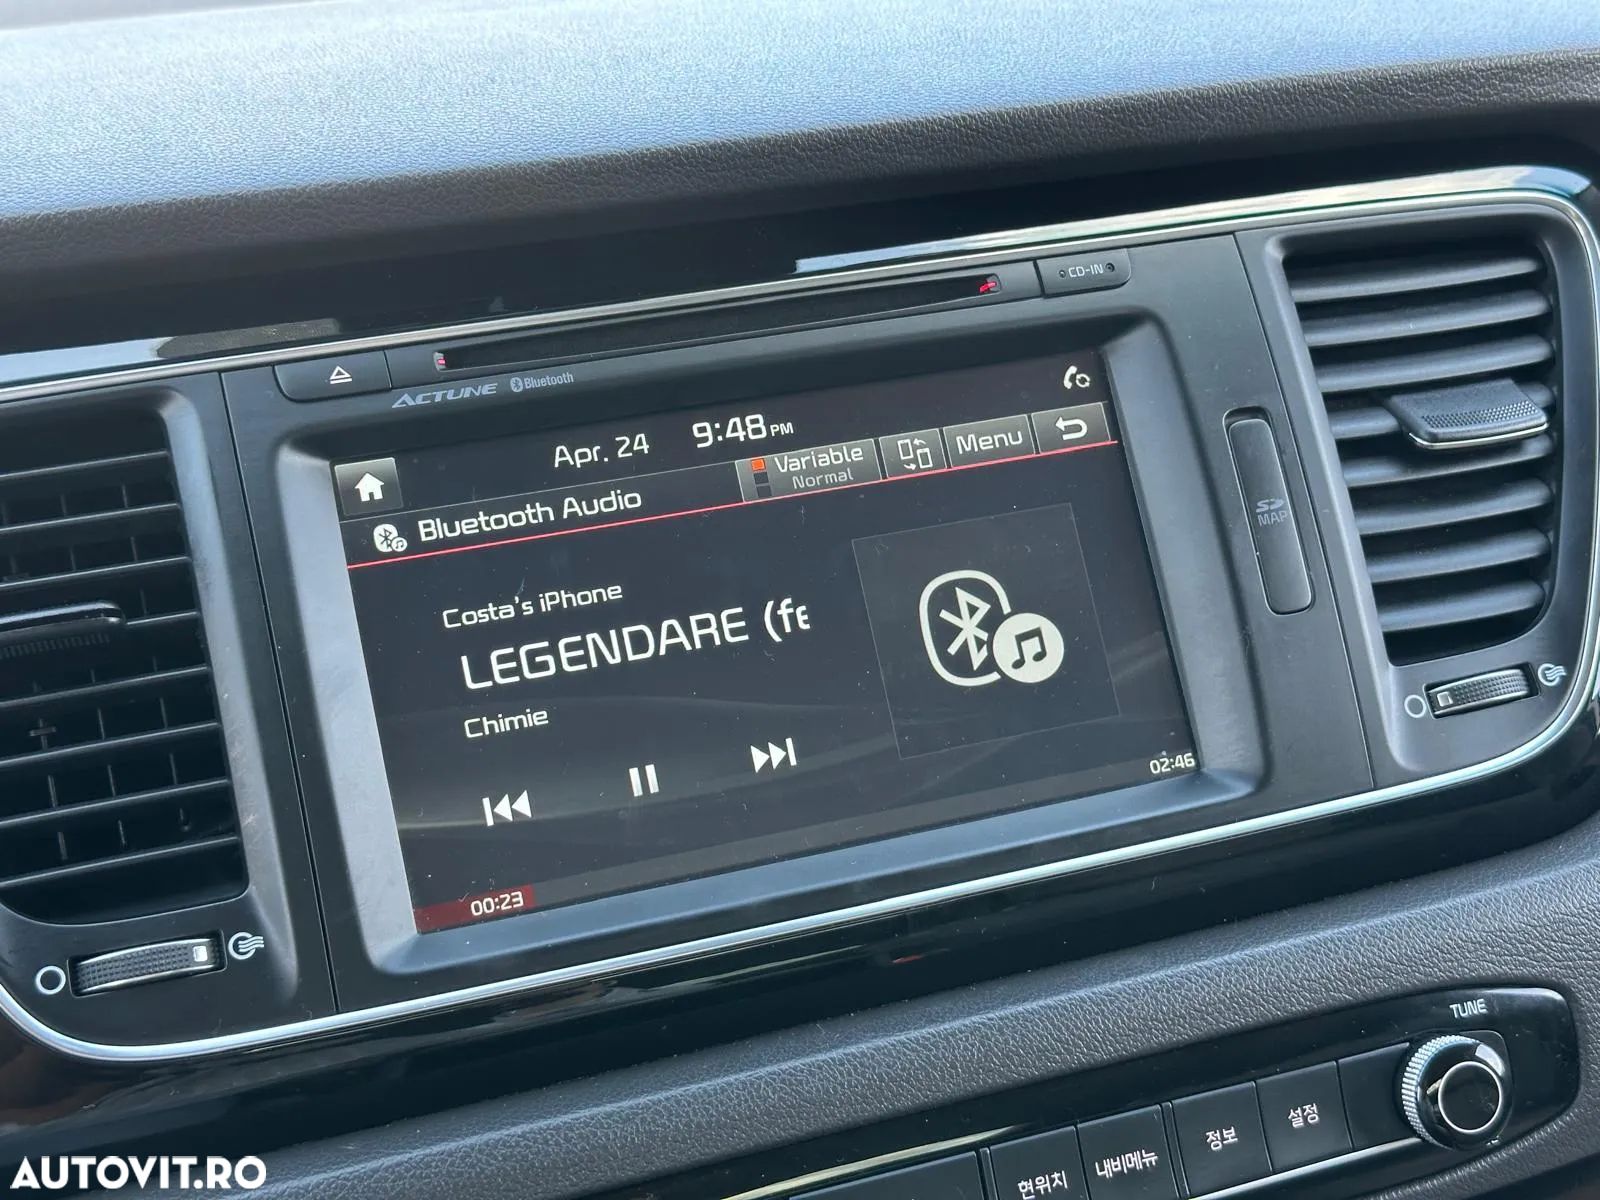 CD-IN
ACTUNE Bluetooth
Apr. 24 9:48 PM
Variable
Normal
Menu
Bluetooth Audio
Costa's iPhone
LEGENDARE (fe
Chimie
02:46
00:23
SD
MAP
TUNE
현위치 내비메뉴 정보 설정
AUTOVIT.RO